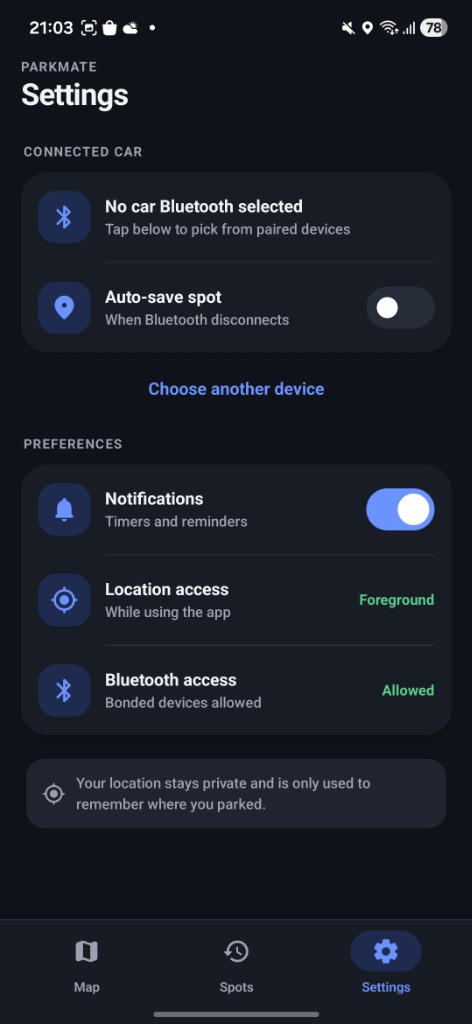 21:03
78
PARKMATE
Settings
CONNECTED CAR
No car Bluetooth selected
Tap below to pick from paired devices
Auto-save spot
When Bluetooth disconnects
Choose another device
PREFERENCES
Notifications
Timers and reminders
Location access
While using the app
Foreground
Bluetooth access
Bonded devices allowed
Allowed
Your location stays private and is only used to
remember where you parked.
Map
Spots
Settings